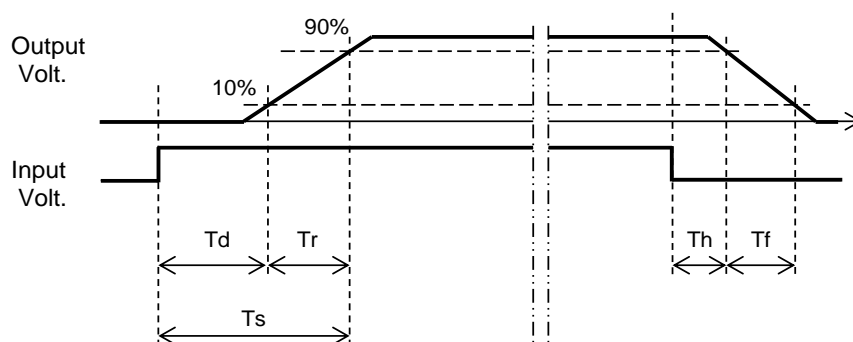 Output
Volt.
90%
10%
Input
Volt.
Td
Tr
Th
Tf
Ts